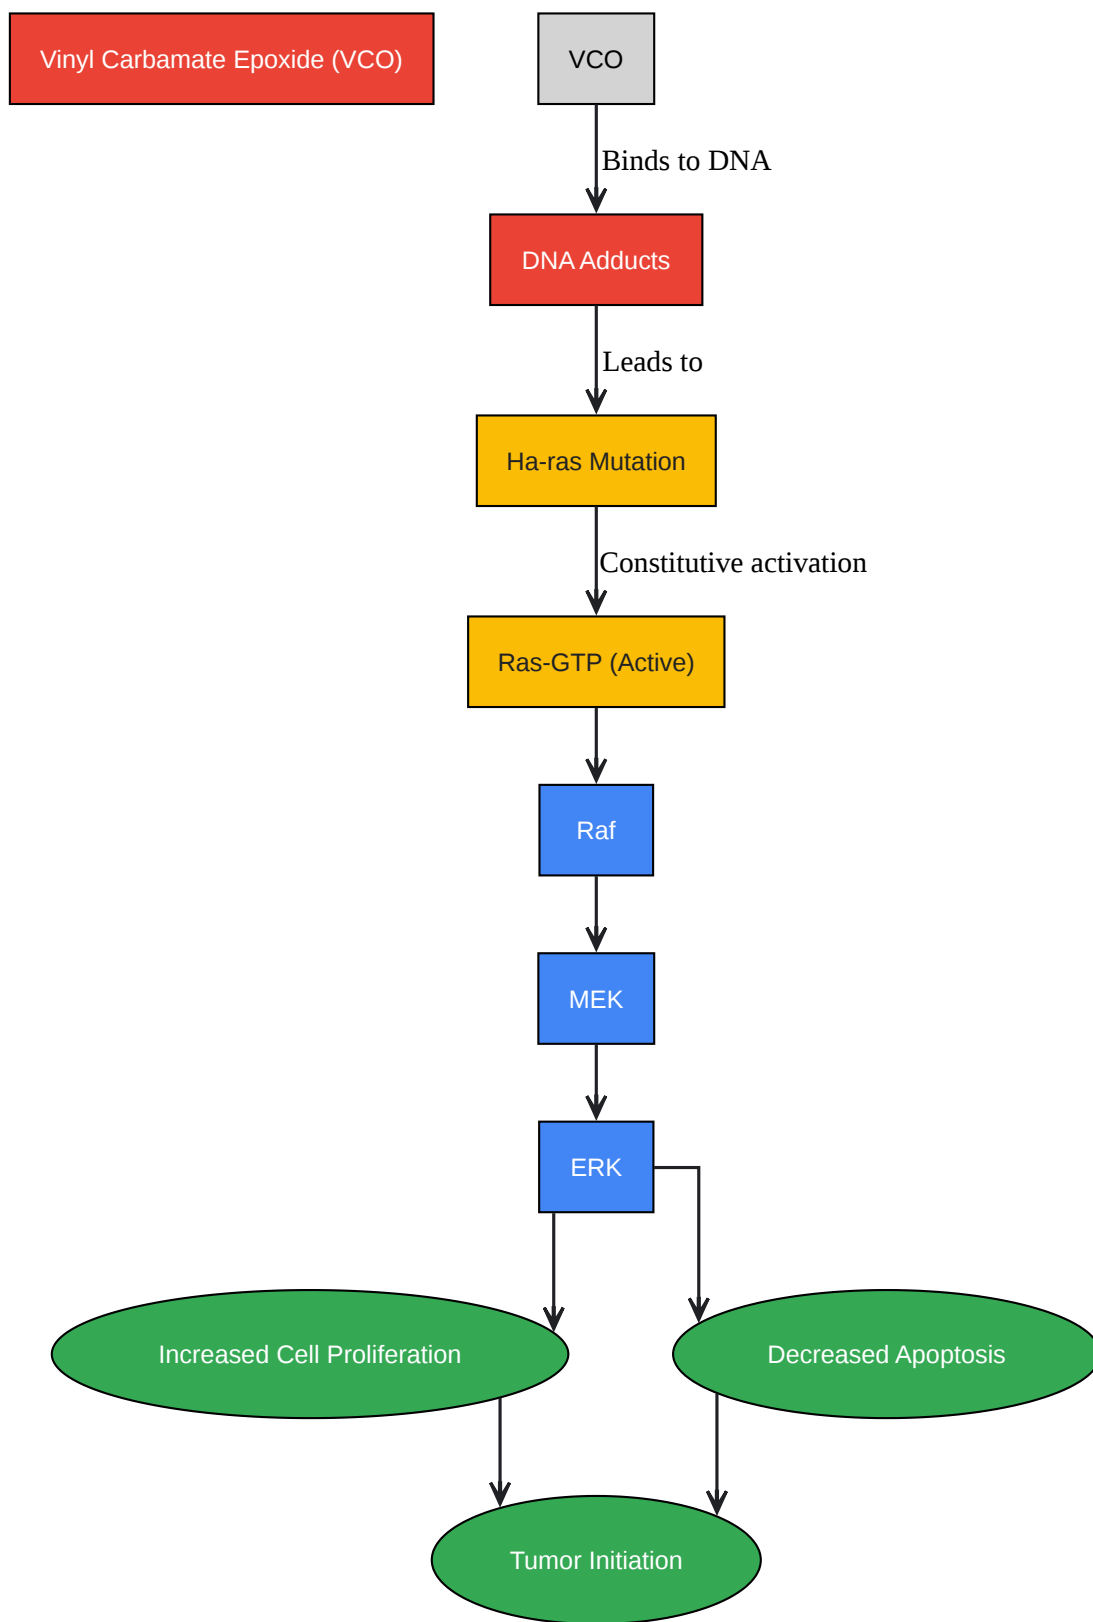 Vinyl Carbamate Epoxide (VCO)
VCO
Binds to DNA
DNA Adducts
Leads to
Ha-ras Mutation
Constitutive activation
Ras-GTP (Active)
Raf
MEK
ERK
Increased Cell Proliferation
Decreased Apoptosis
Tumor Initiation